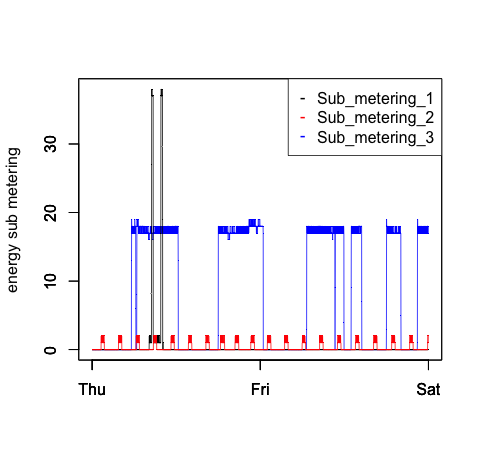 Sub_metering_1
Sub_metering_2
Sub_metering_3
energy sub metering
30
20
10
0
Thu Fri Sat